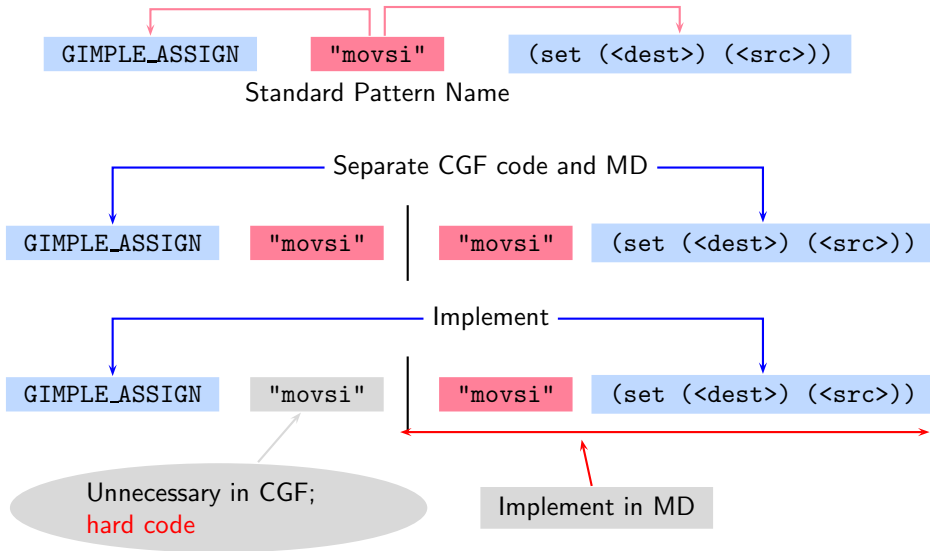 GIMPLE_ASSIGN "movsi" (set (<dest>) (<src>))
Standard Pattern Name
Separate CGF code and MD
GIMPLE_ASSIGN "movsi" "movsi" (set (<dest>) (<src>))
Implement
GIMPLE_ASSIGN "movsi" "movsi" (set (<dest>) (<src>))
Unnecessary in CGF;
hard code
Implement in MD